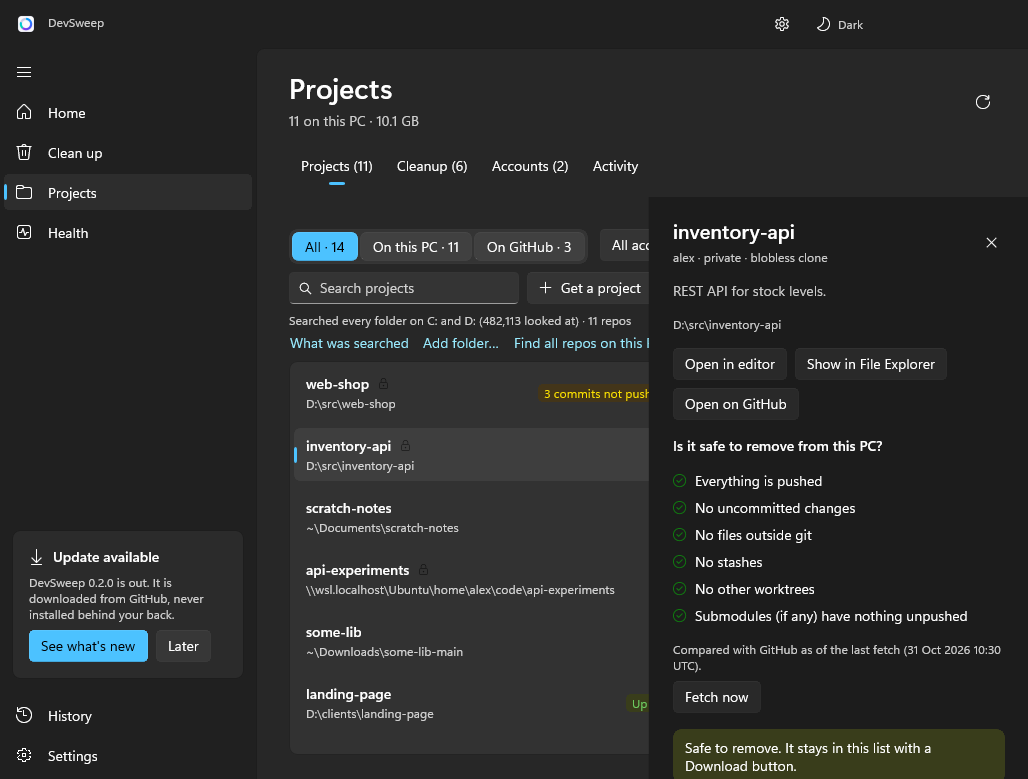 DevSweep
Dark
Home
Clean up
Projects
Health
Update available
DevSweep 0.2.0 is out. It is
downloaded from GitHub, never
installed behind your back.
See what's new
Later
History
Settings
Projects
11 on this PC · 10.1 GB
Projects (11)
Cleanup (6)
Accounts (2)
Activity
All · 14
On this PC · 11
On GitHub · 3
All
Search projects
Get a project
Searched every folder on C: and D: (482,113 looked at) · 11 repos
What was searched
Add folder...
Find all repos on this
web-shop
D:\src\web-shop
3 commits not
inventory-api
D:\src\inventory-api
scratch-notes
~\Documents\scratch-notes
api-experiments
\\wsl.localhost\Ubuntu\home\alex\code\api-experiments
some-lib
~\Downloads\some-lib-main
landing-page
D:\clients\landing-page
Up
inventory-api
alex · private · blobless clone
REST API for stock levels.
D:\src\inventory-api
Open in editor
Show in File Explorer
Open on GitHub
Is it safe to remove from this PC?
Everything is pushed
No uncommitted changes
No files outside git
No stashes
No other worktrees
Submodules (if any) have nothing unpushed
Compared with GitHub as of the last fetch (31 Oct 2026 10:30
UTC).
Fetch now
Safe to remove. It stays in this list with a
Download button.